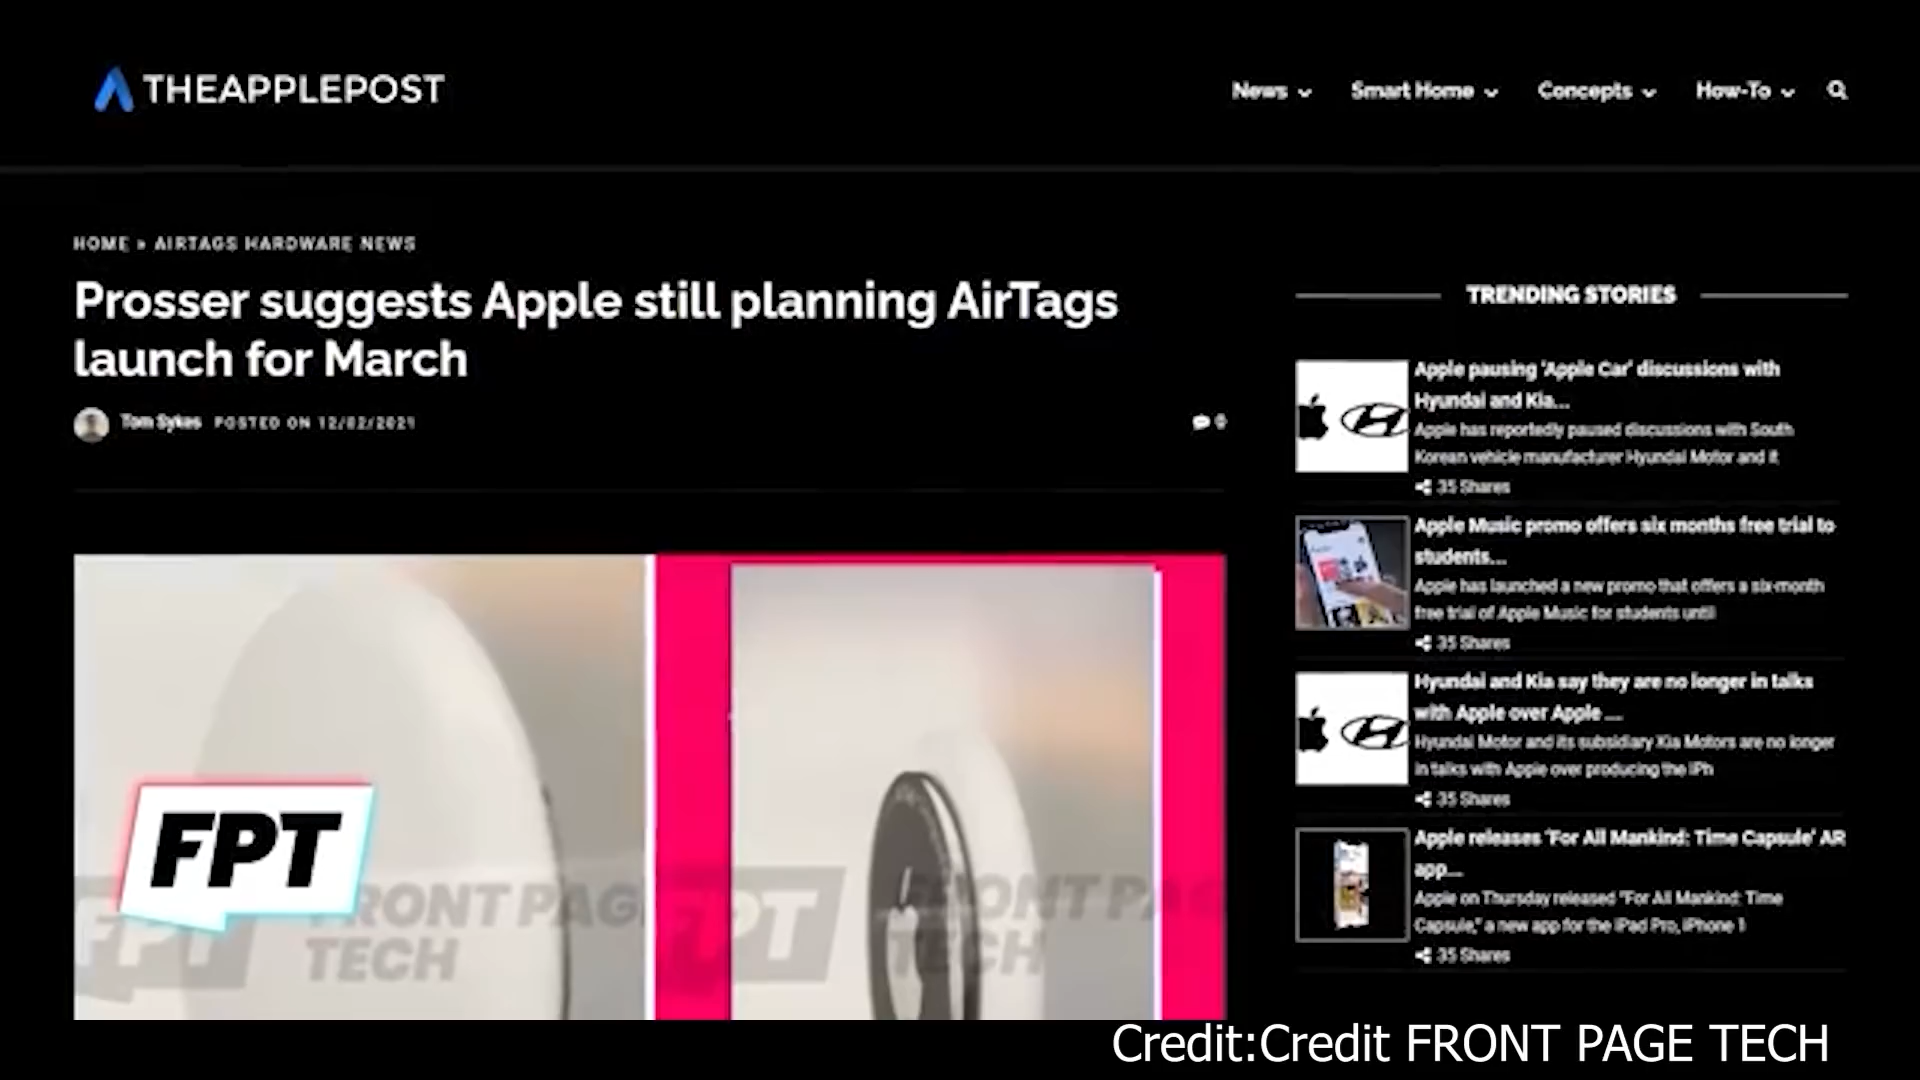 THEAPPLEPOST
News
Smart Home
Concepts
How-To
HOME » AIRTAGS HARDWARE NEWS
Prosser suggests Apple still planning AirTags
launch for March
Tom Sykes POSTED ON 12/02/2021
0
FPT
FPT FRONT PAG
TECH
FPT FRONT PA
TECH
TRENDING STORIES
Apple pausing 'Apple Car' discussions with
Hyundai and Kia...
Apple has reportedly paused discussions with South
Korean vehicle manufacturer Hyundai Motor and it
35 Shares
Apple Music promo offers six months free trial to
students...
Apple has launched a new promo that offers a six-month
free trial of Apple Music for students until
35 Shares
Hyundai and Kia say they are no longer in talks
with Apple over Apple ...
Hyundai Motor and its subsidiary Kia Motors are no longer
in talks with Apple over producing the iPh
35 Shares
Apple releases 'For All Mankind: Time Capsule' AR
app...
Apple on Thursday released "For All Mankind: Time
Capsule," a new app for the iPad Pro, iPhone 1
35 Shares
Credit:Credit FRONT PAGE TECH